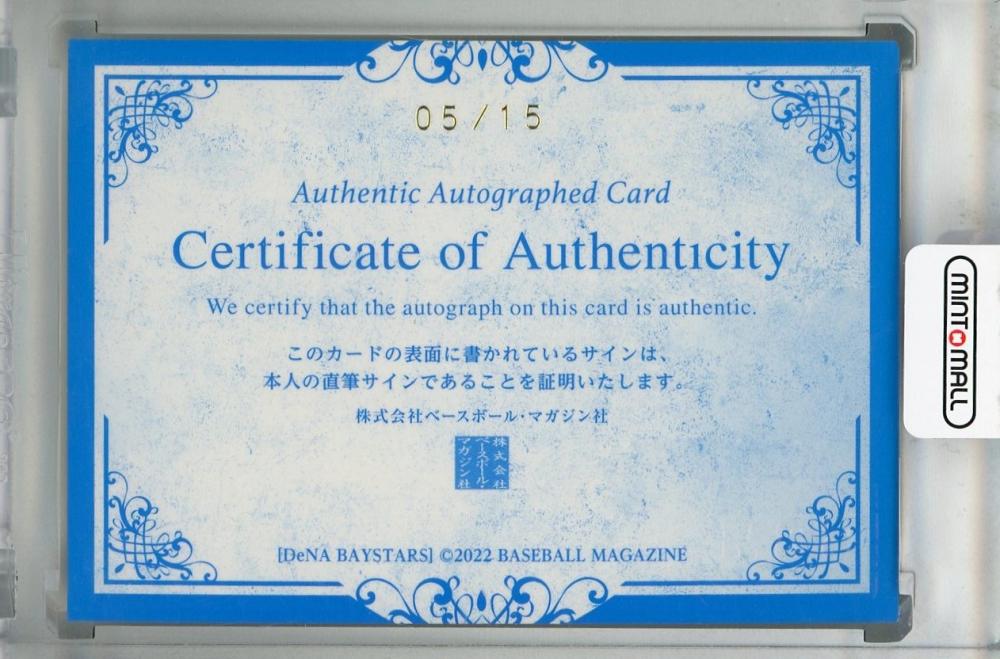 05/15
Authentic Autographed Card
Certificate of Authenticity
We certify that the autograph on this card is authentic.
このカードの表面に書かれているサインは、
本人の直筆サインであることを証明いたします。
株式会社ベースボール・マガジン社
株式会社
ベースボール・
マガジン社
[DeNA BAYSTARS] ©2022 BASEBALL MAGAZINE
MINT MALL